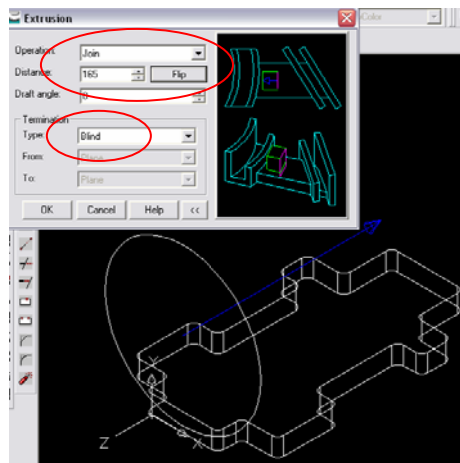 Extrusion
Color
Operation: Join
Distance: 165 Flip
Draft angle: 0
Termination
Type: Blind
From: Plane
To: Plane
OK Cancel Help <<
Y
Z X